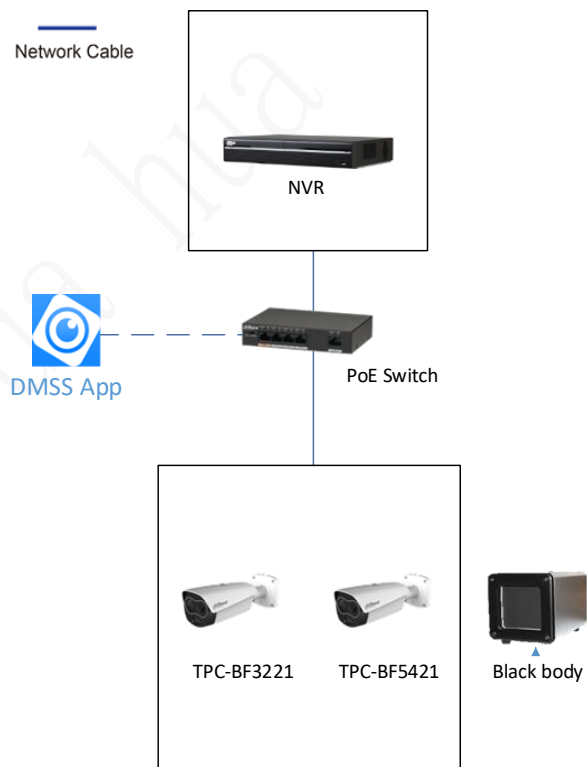 Network Cable
NVR
PoE Switch
DMSS App
TPC-BF3221
TPC-BF5421
Black body